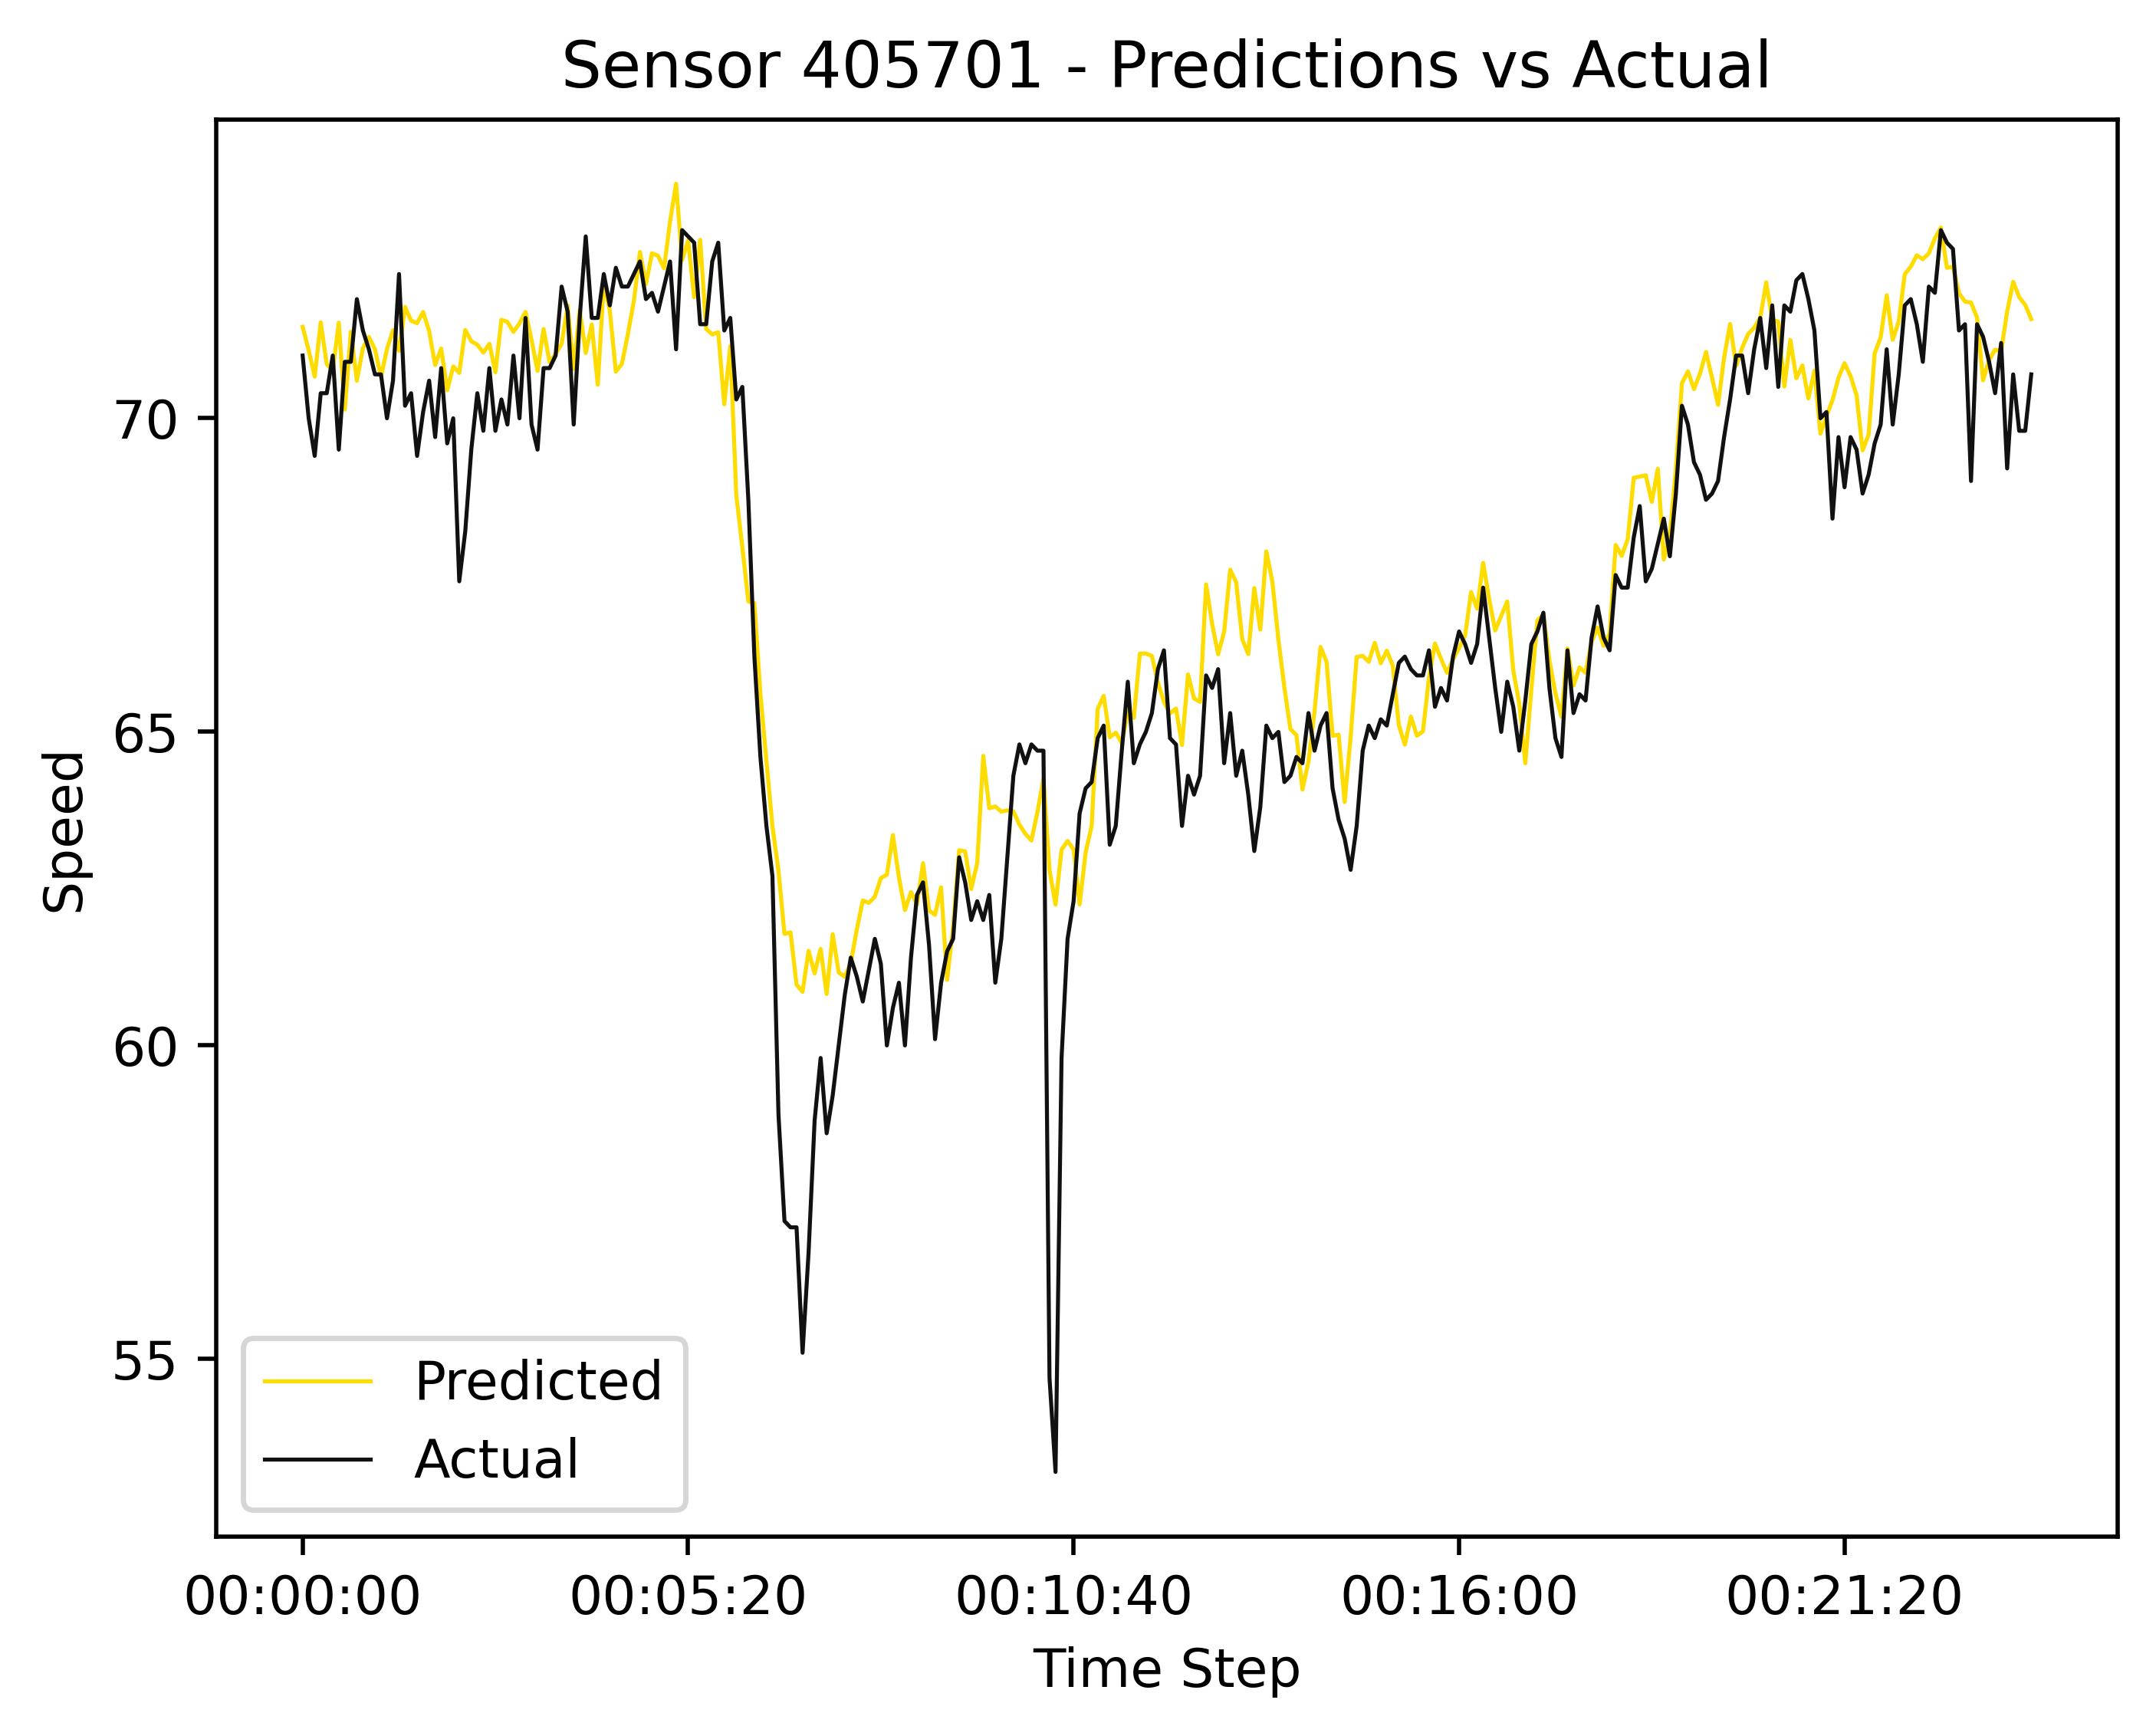 Sensor 405701 - Predictions vs Actual
Speed
70
65
60
55
Predicted
Actual
00:00:00 00:05:20 00:10:40 00:16:00 00:21:20
Time Step